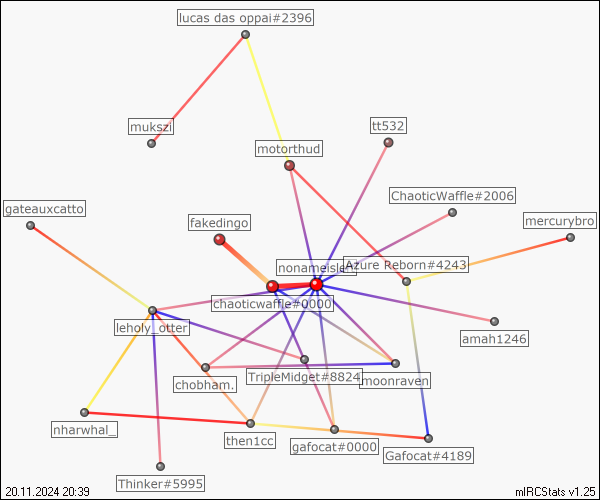 lucas das oppai#2396
mukszi
tt532
motorthud
ChaoticWaffle#2006
gateauxcatto
mercurybro
fakedingo
Azure Reborn#4243
chaoticwaffle#0000
leholy_otter
amah1246
TripleMidget#8824
moonraven
chobham.
nharwhal_
then1cc
gafocat#0000
Gafocat#4189
Thinker#5995
20.11.2024 20:39
mIRCStats v1.25